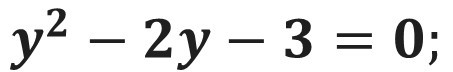 y² − 2y − 3 = 0;